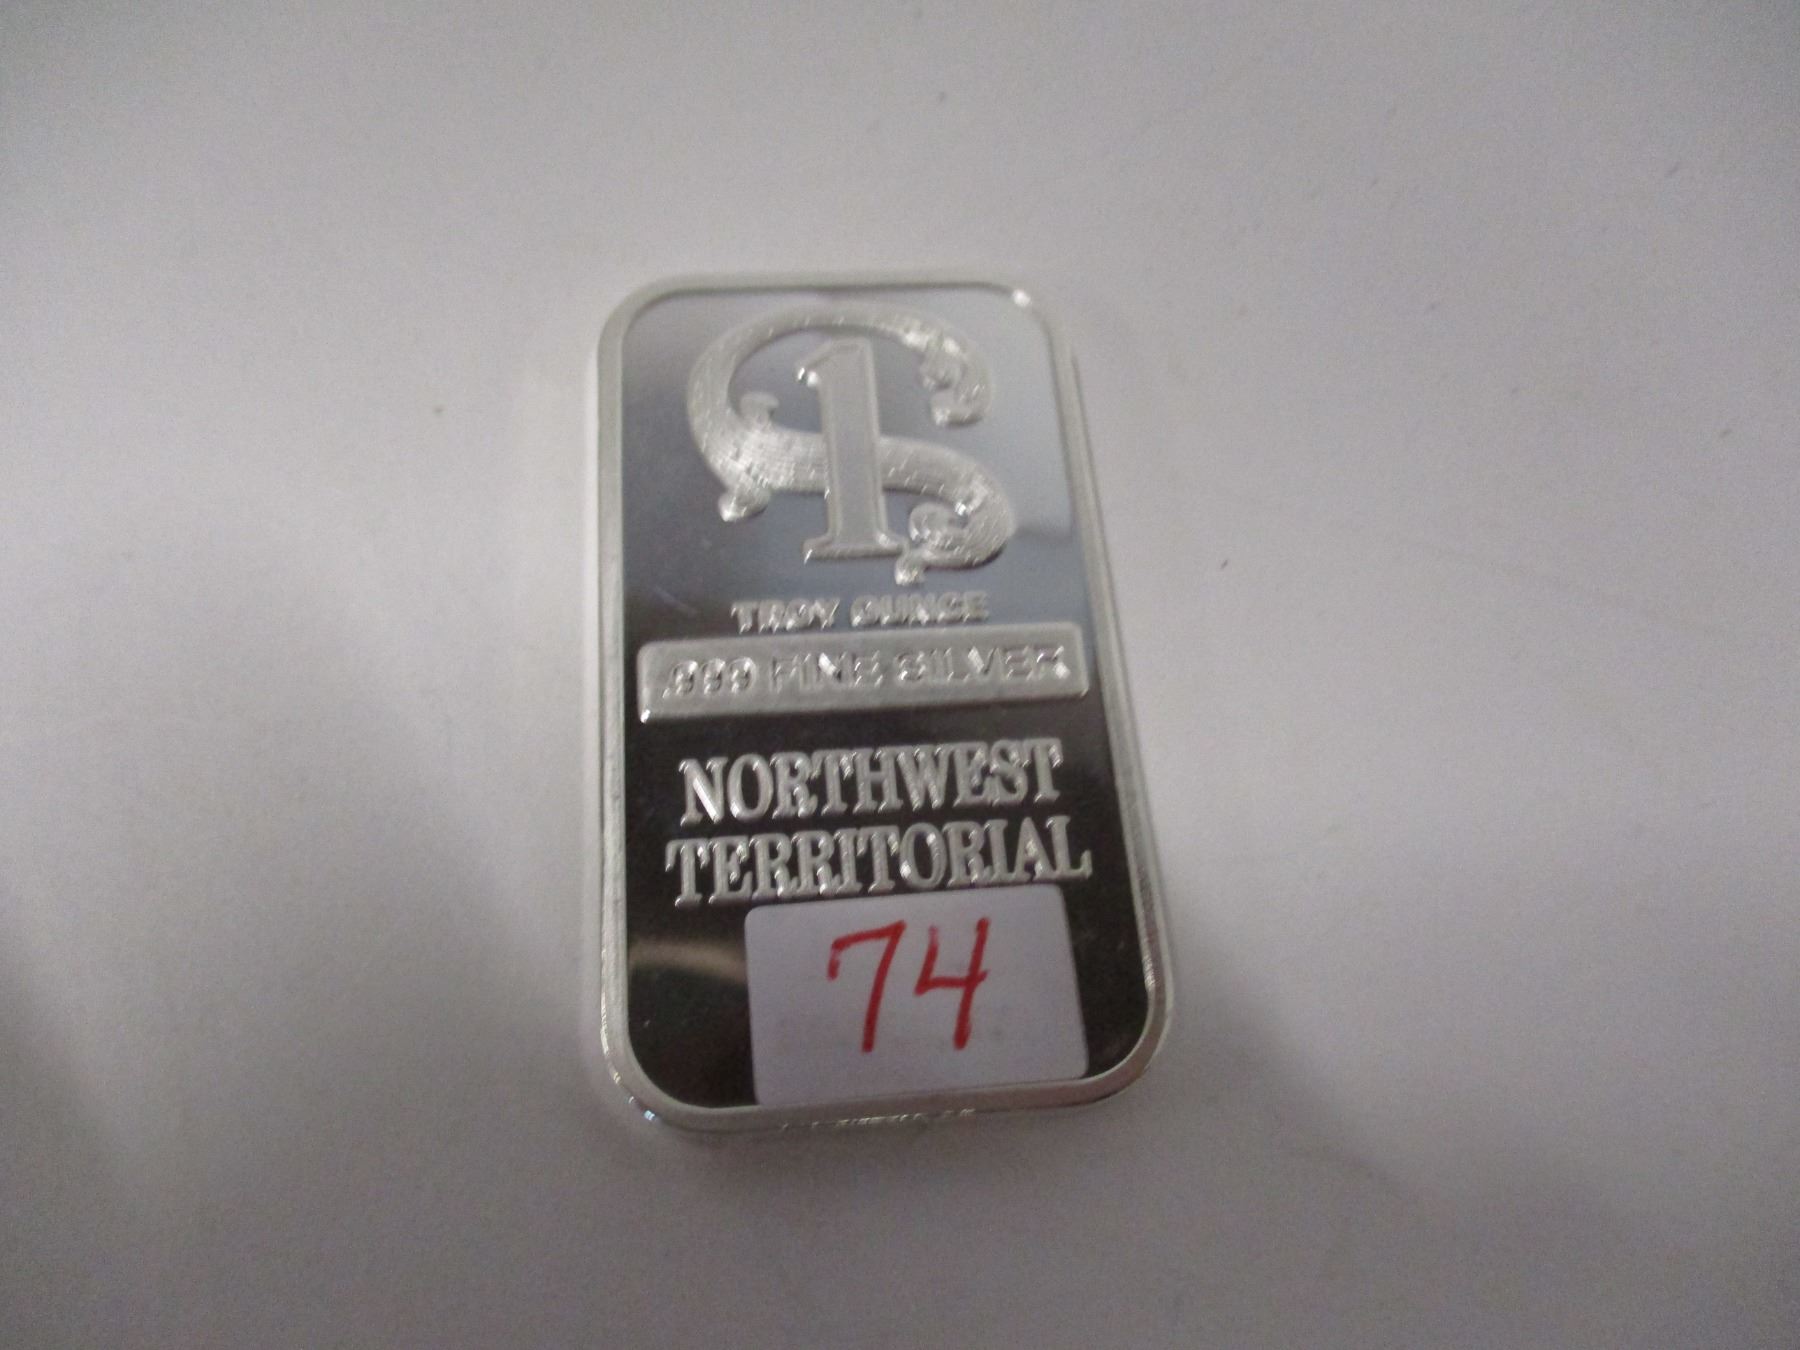 1
TROY OUNCE
.999 FINE SILVER
NORTHWEST
TERRITORIAL
74